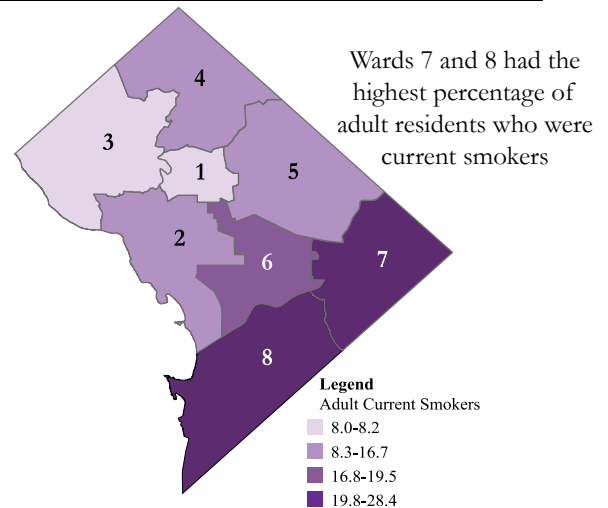 Wards 7 and 8 had the
highest percentage of
adult residents who were
current smokers
4
3
1
5
2
6
7
8
Legend
Adult Current Smokers
8.0-8.2
8.3-16.7
16.8-19.5
19.8-28.4